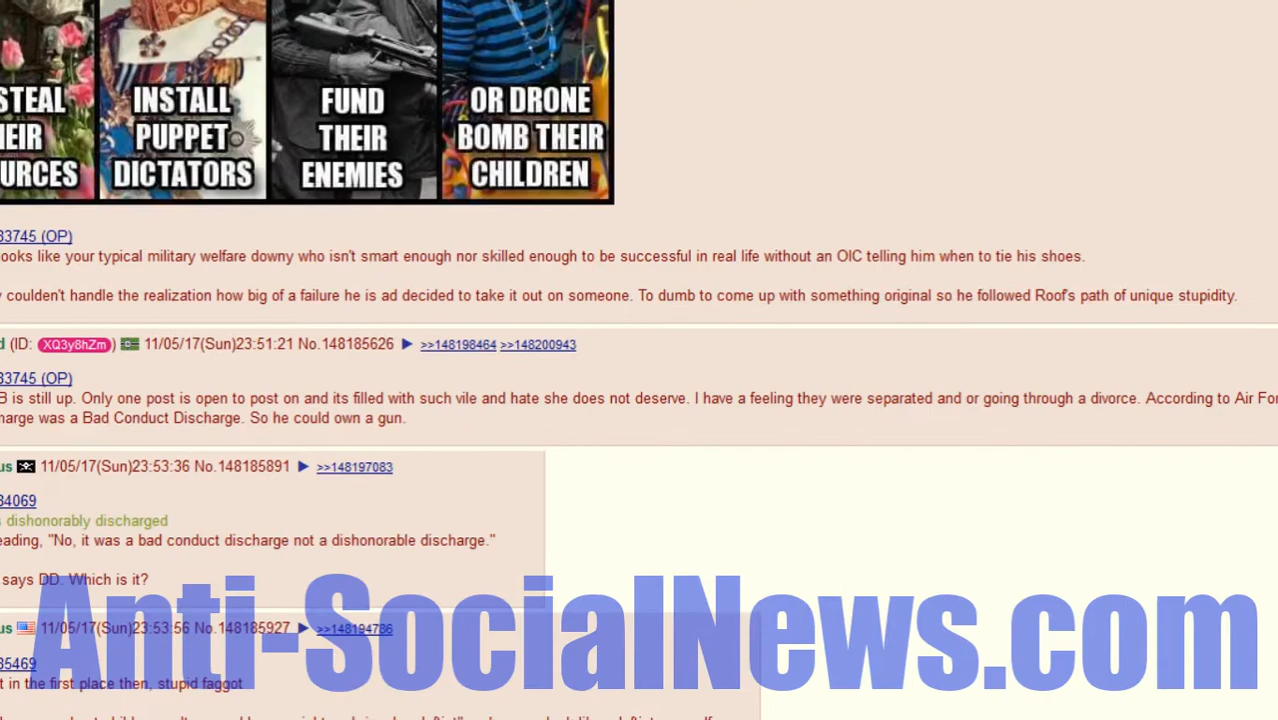 STEAL
INSTALL
FUND
OR DRONE
EIR
PUPPET
THEIR
BOMB THEIR
URCES
DICTATORS
ENEMIES
CHILDREN
33745 (OP)
ooks like your typical military welfare downy who isn't smart enough nor skilled enough to be successful in real life without an OIC telling him when to tie his shoes.
y coulden't handle the realization how big of a failure he is ad decided to take it out on someone. To dumb to come up with something original so he followed Roof's path of unique stupidity.
d (ID: XQ3y8hZm) 11/05/17(Sun)23:51:21 No.148185626 ▶ >>148198464 >>148200943
33745 (OP)
B is still up. Only one post is open to post on and its filled with such vile and hate she does not deserve. I have a feeling they were separated and or going through a divorce. According to Air For
harge was a Bad Conduct Discharge. So he could own a gun.
us 11/05/17(Sun)23:53:36 No.148185891 ▶ >>148197083
34069
s dishonorably discharged
eading, "No, it was a bad conduct discharge not a dishonorable discharge."
says DD. Which is it?
us 11/05/17(Sun)23:53:56 No.148185927 ▶ >>148194786
35469
t in the first place then, stupid faggot
Anti-SocialNews.com